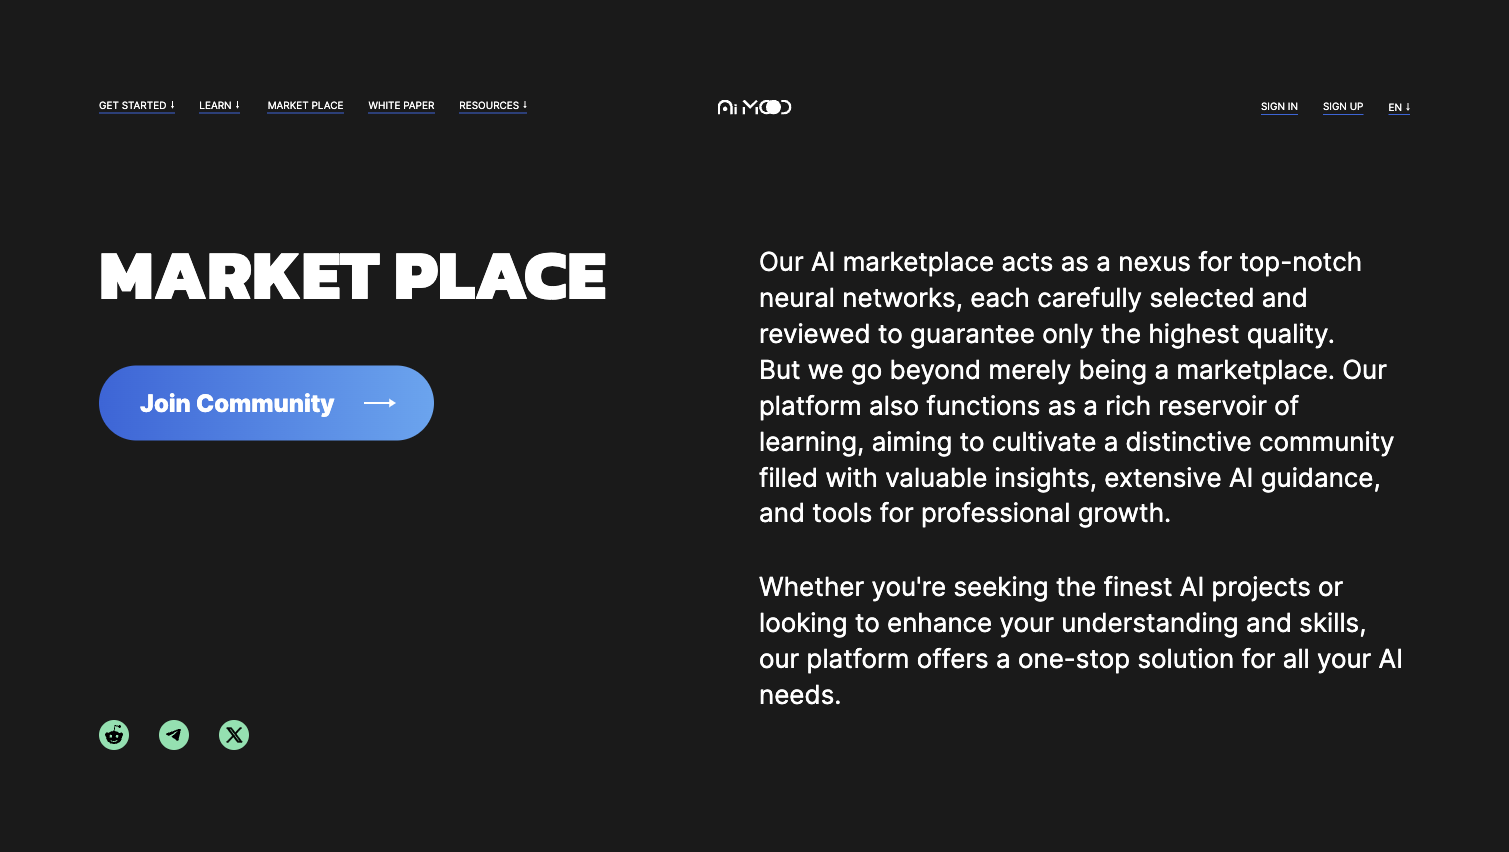 GET STARTED ↓
LEARN ↓
MARKET PLACE
WHITE PAPER
RESOURCES ↓
Ai MOOD
SIGN IN
SIGN UP
EN ↓
MARKET PLACE
Join Community
Our AI marketplace acts as a nexus for top-notch
neural networks, each carefully selected and
reviewed to guarantee only the highest quality.
But we go beyond merely being a marketplace. Our
platform also functions as a rich reservoir of
learning, aiming to cultivate a distinctive community
filled with valuable insights, extensive AI guidance,
and tools for professional growth.
Whether you're seeking the finest AI projects or
looking to enhance your understanding and skills,
our platform offers a one-stop solution for all your AI
needs.